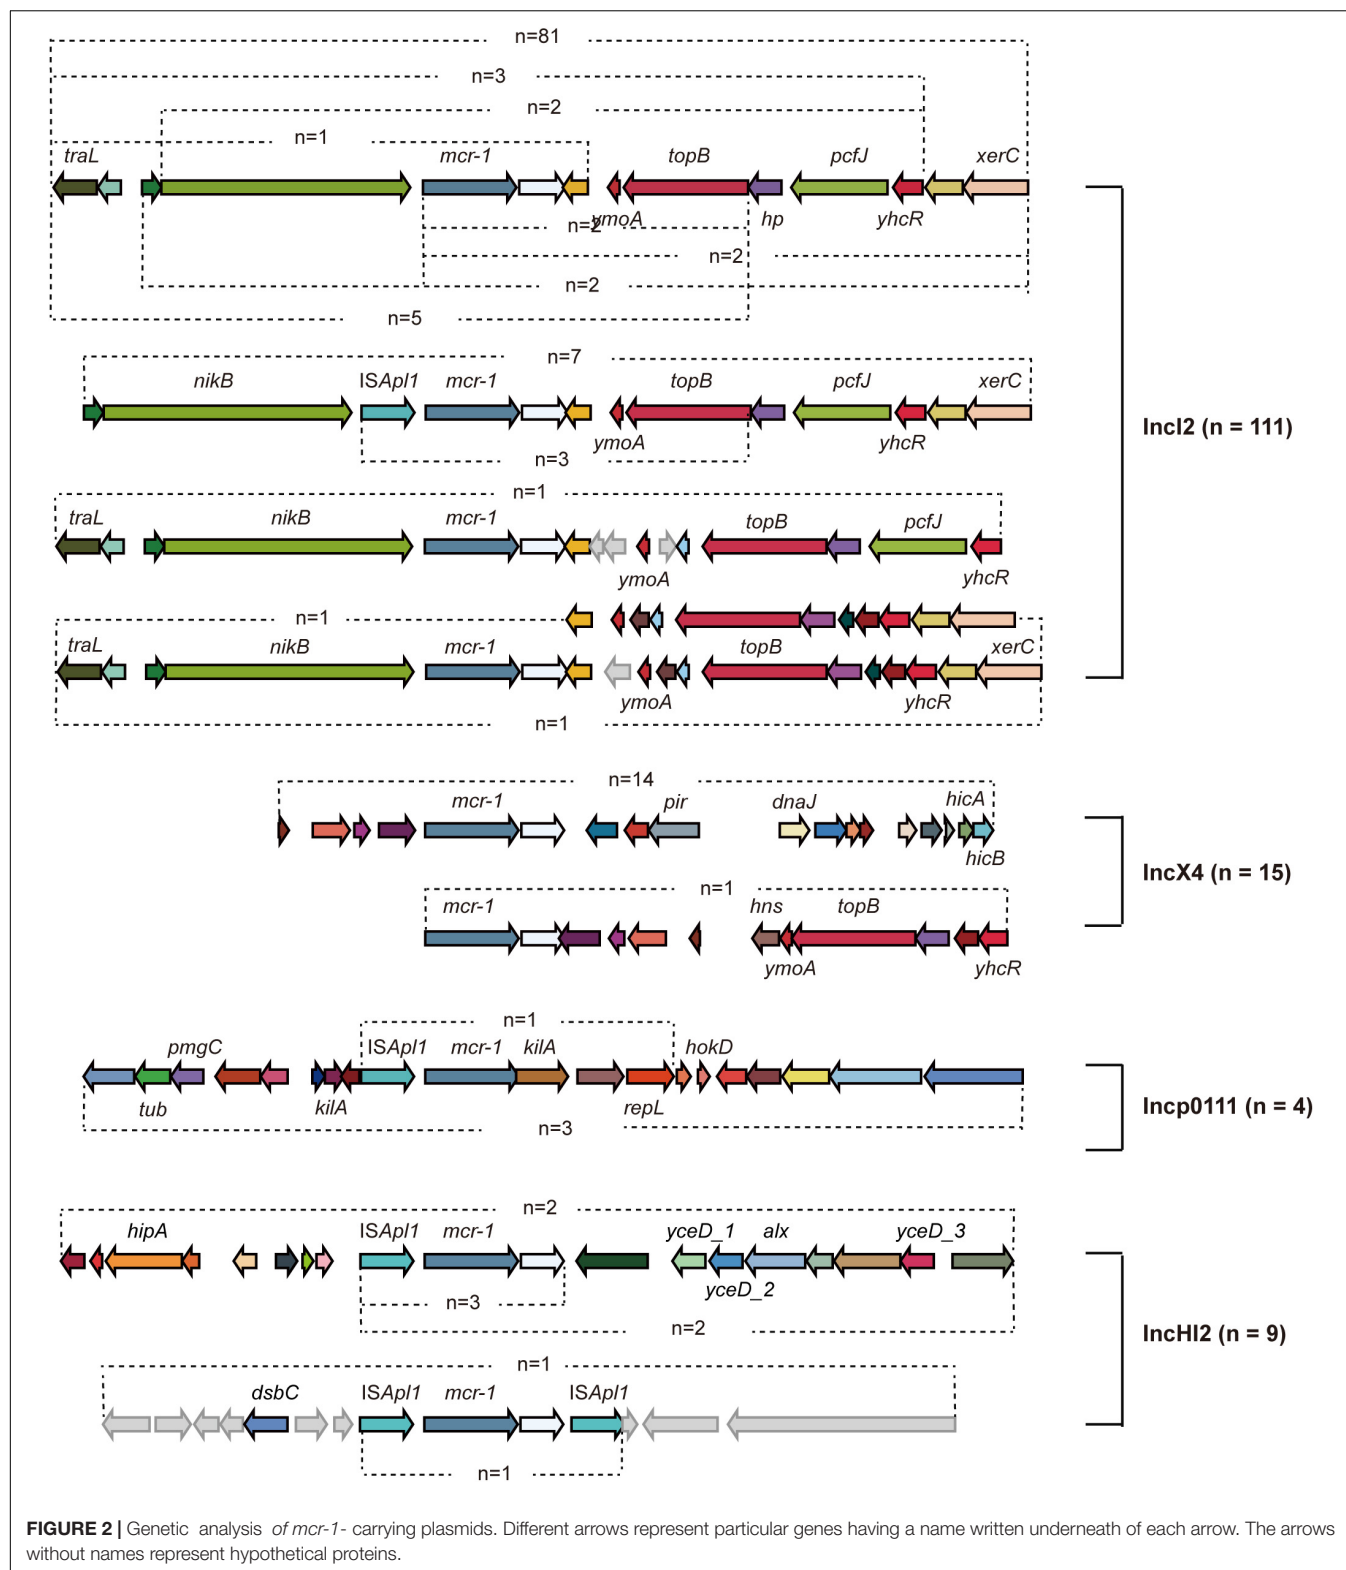 n=81
n=3
n=2
n=1
traL mcr-1 topB pcfJ xerC
ymoA hp yhcR
n=2
n=2
n=2
n=5
n=7
nikB ISApl1 mcr-1 topB pcfJ xerC
ymoA yhcR
n=3
IncI2 (n = 111)
n=1
traL nikB mcr-1 topB pcfJ
ymoA yhcR
n=1
traL nikB mcr-1 topB xerC
ymoA yhcR
n=1
n=14
mcr-1 pir dnaJ hicA
hicB
IncX4 (n = 15)
n=1
mcr-1 hns topB
ymoA yhcR
n=1
pmgC ISApl1 mcr-1 kilA hokD
tub kilA repL
Incp0111 (n = 4)
n=3
n=2
hipA ISApl1 mcr-1 yceD_1 alx yceD_3
yceD_2
n=3
n=2
IncHI2 (n = 9)
n=1
dsbC ISApl1 mcr-1 ISApl1
n=1
FIGURE 2 | Genetic analysis of mcr-1- carrying plasmids. Different arrows represent particular genes having a name written underneath of each arrow. The arrows
without names represent hypothetical proteins.